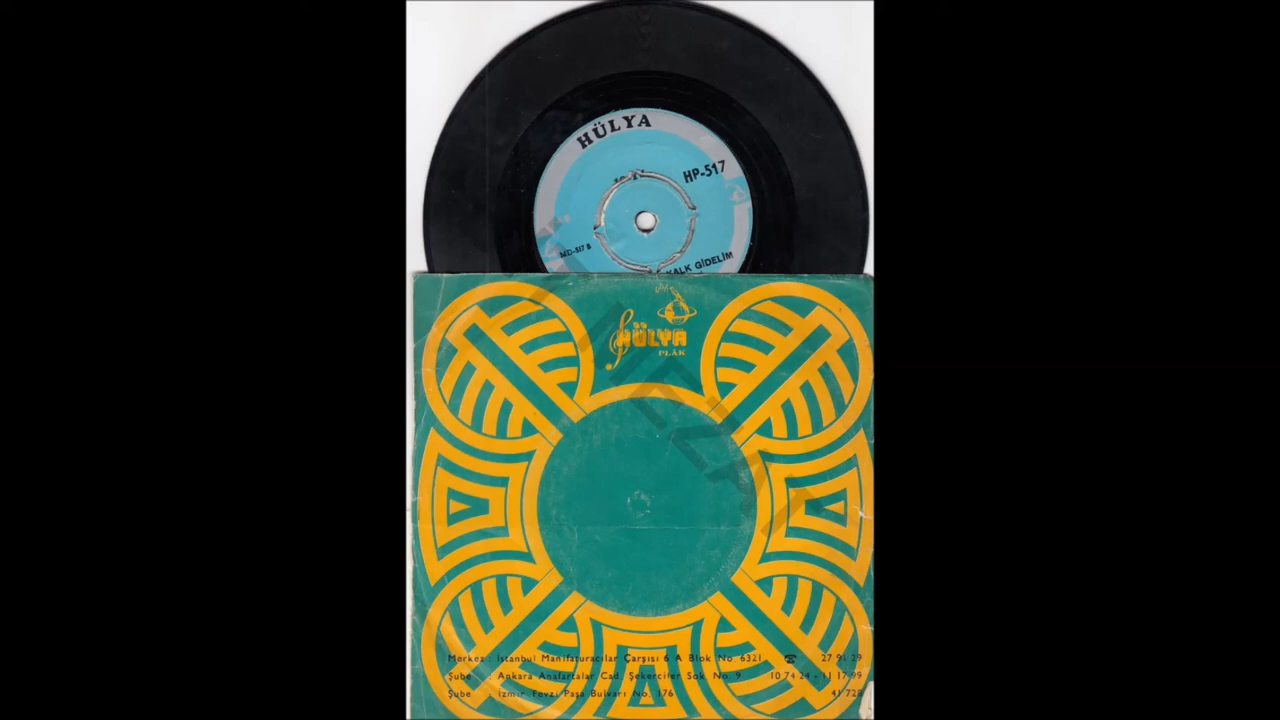 HÜLYA
HP-517
MD-517 B
KALK GİDELİM
HÜLYA
PLÂK
Merkez : İstanbul Manifaturacılar Çarşısı 6 A Blok No. 6321 ☎ 27 91 29
Şube : Ankara Anafartalar Cad. Şekerciler Sok. No. 9 10 74 24 - 11 17 99
Şube : İzmir Fevzi Paşa Bulvarı No. 176 41 728